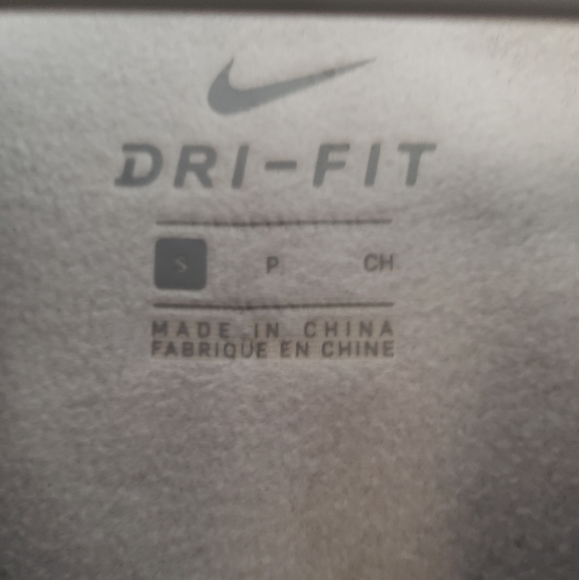 DRI-FIT
S P CH
MADE IN CHINA
FABRIQUE EN CHINE